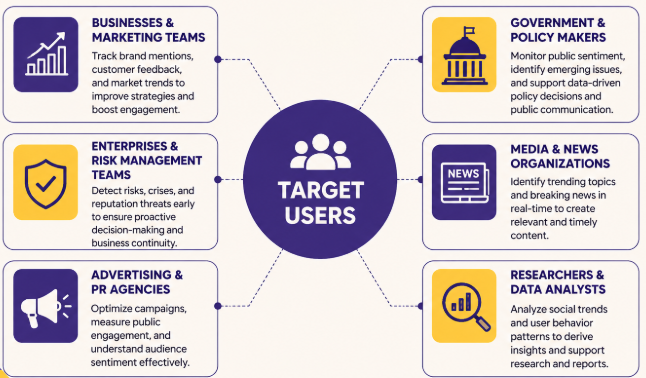 BUSINESSES &
MARKETING TEAMS
Track brand mentions,
customer feedback,
and market trends to
improve strategies and
boost engagement.
ENTERPRISES &
RISK MANAGEMENT
TEAMS
Detect risks, crises, and
reputation threats early
to ensure proactive
decision-making and
business continuity.
ADVERTISING &
PR AGENCIES
Optimize campaigns,
measure public
engagement, and
understand audience
sentiment effectively.
TARGET
USERS
GOVERNMENT &
POLICY MAKERS
Monitor public sentiment,
identify emerging issues,
and support data-driven
policy decisions and
public communication.
NEWS
MEDIA & NEWS
ORGANIZATIONS
Identify trending topics
and breaking news in
real-time to create
relevant and timely
content.
RESEARCHERS &
DATA ANALYSTS
Analyze social trends
and user behavior
patterns to derive
insights and support
research and reports.